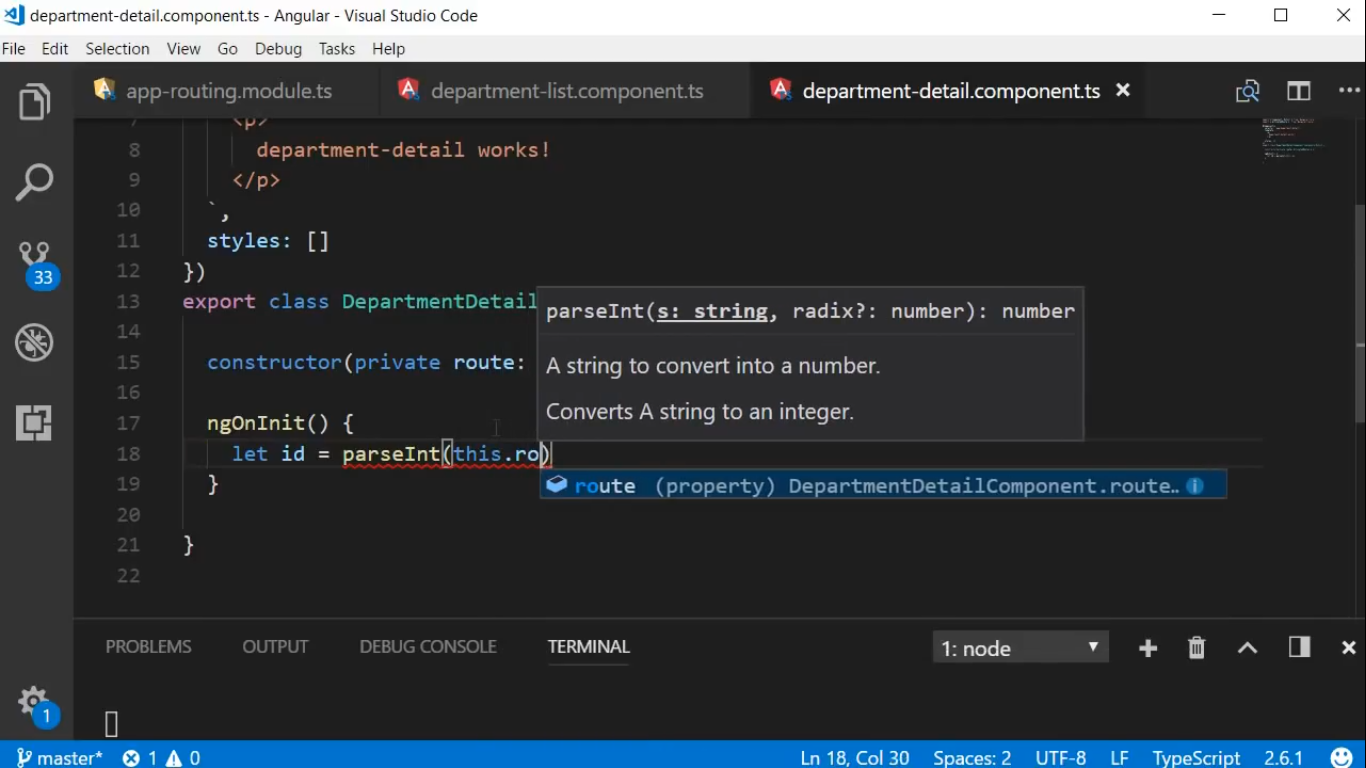 department-detail.component.ts - Angular - Visual Studio Code
File Edit Selection View Go Debug Tasks Help
app-routing.module.ts department-list.component.ts department-detail.component.ts
7 <p>
8 department-detail works!
9 </p>
10 `,
11 styles: []
12 })
13 export class DepartmentDetail
parseInt(s: string, radix?: number): number
14
15 constructor(private route:
A string to convert into a number.
16
Converts A string to an integer.
17 ngOnInit() {
18 let id = parseInt(this.ro)
19 }
route (property) DepartmentDetailComponent.route…
20
21 }
22
PROBLEMS OUTPUT DEBUG CONSOLE TERMINAL 1: node
33
1
master* 1 0 Ln 18, Col 30 Spaces: 2 UTF-8 LF TypeScript 2.6.1